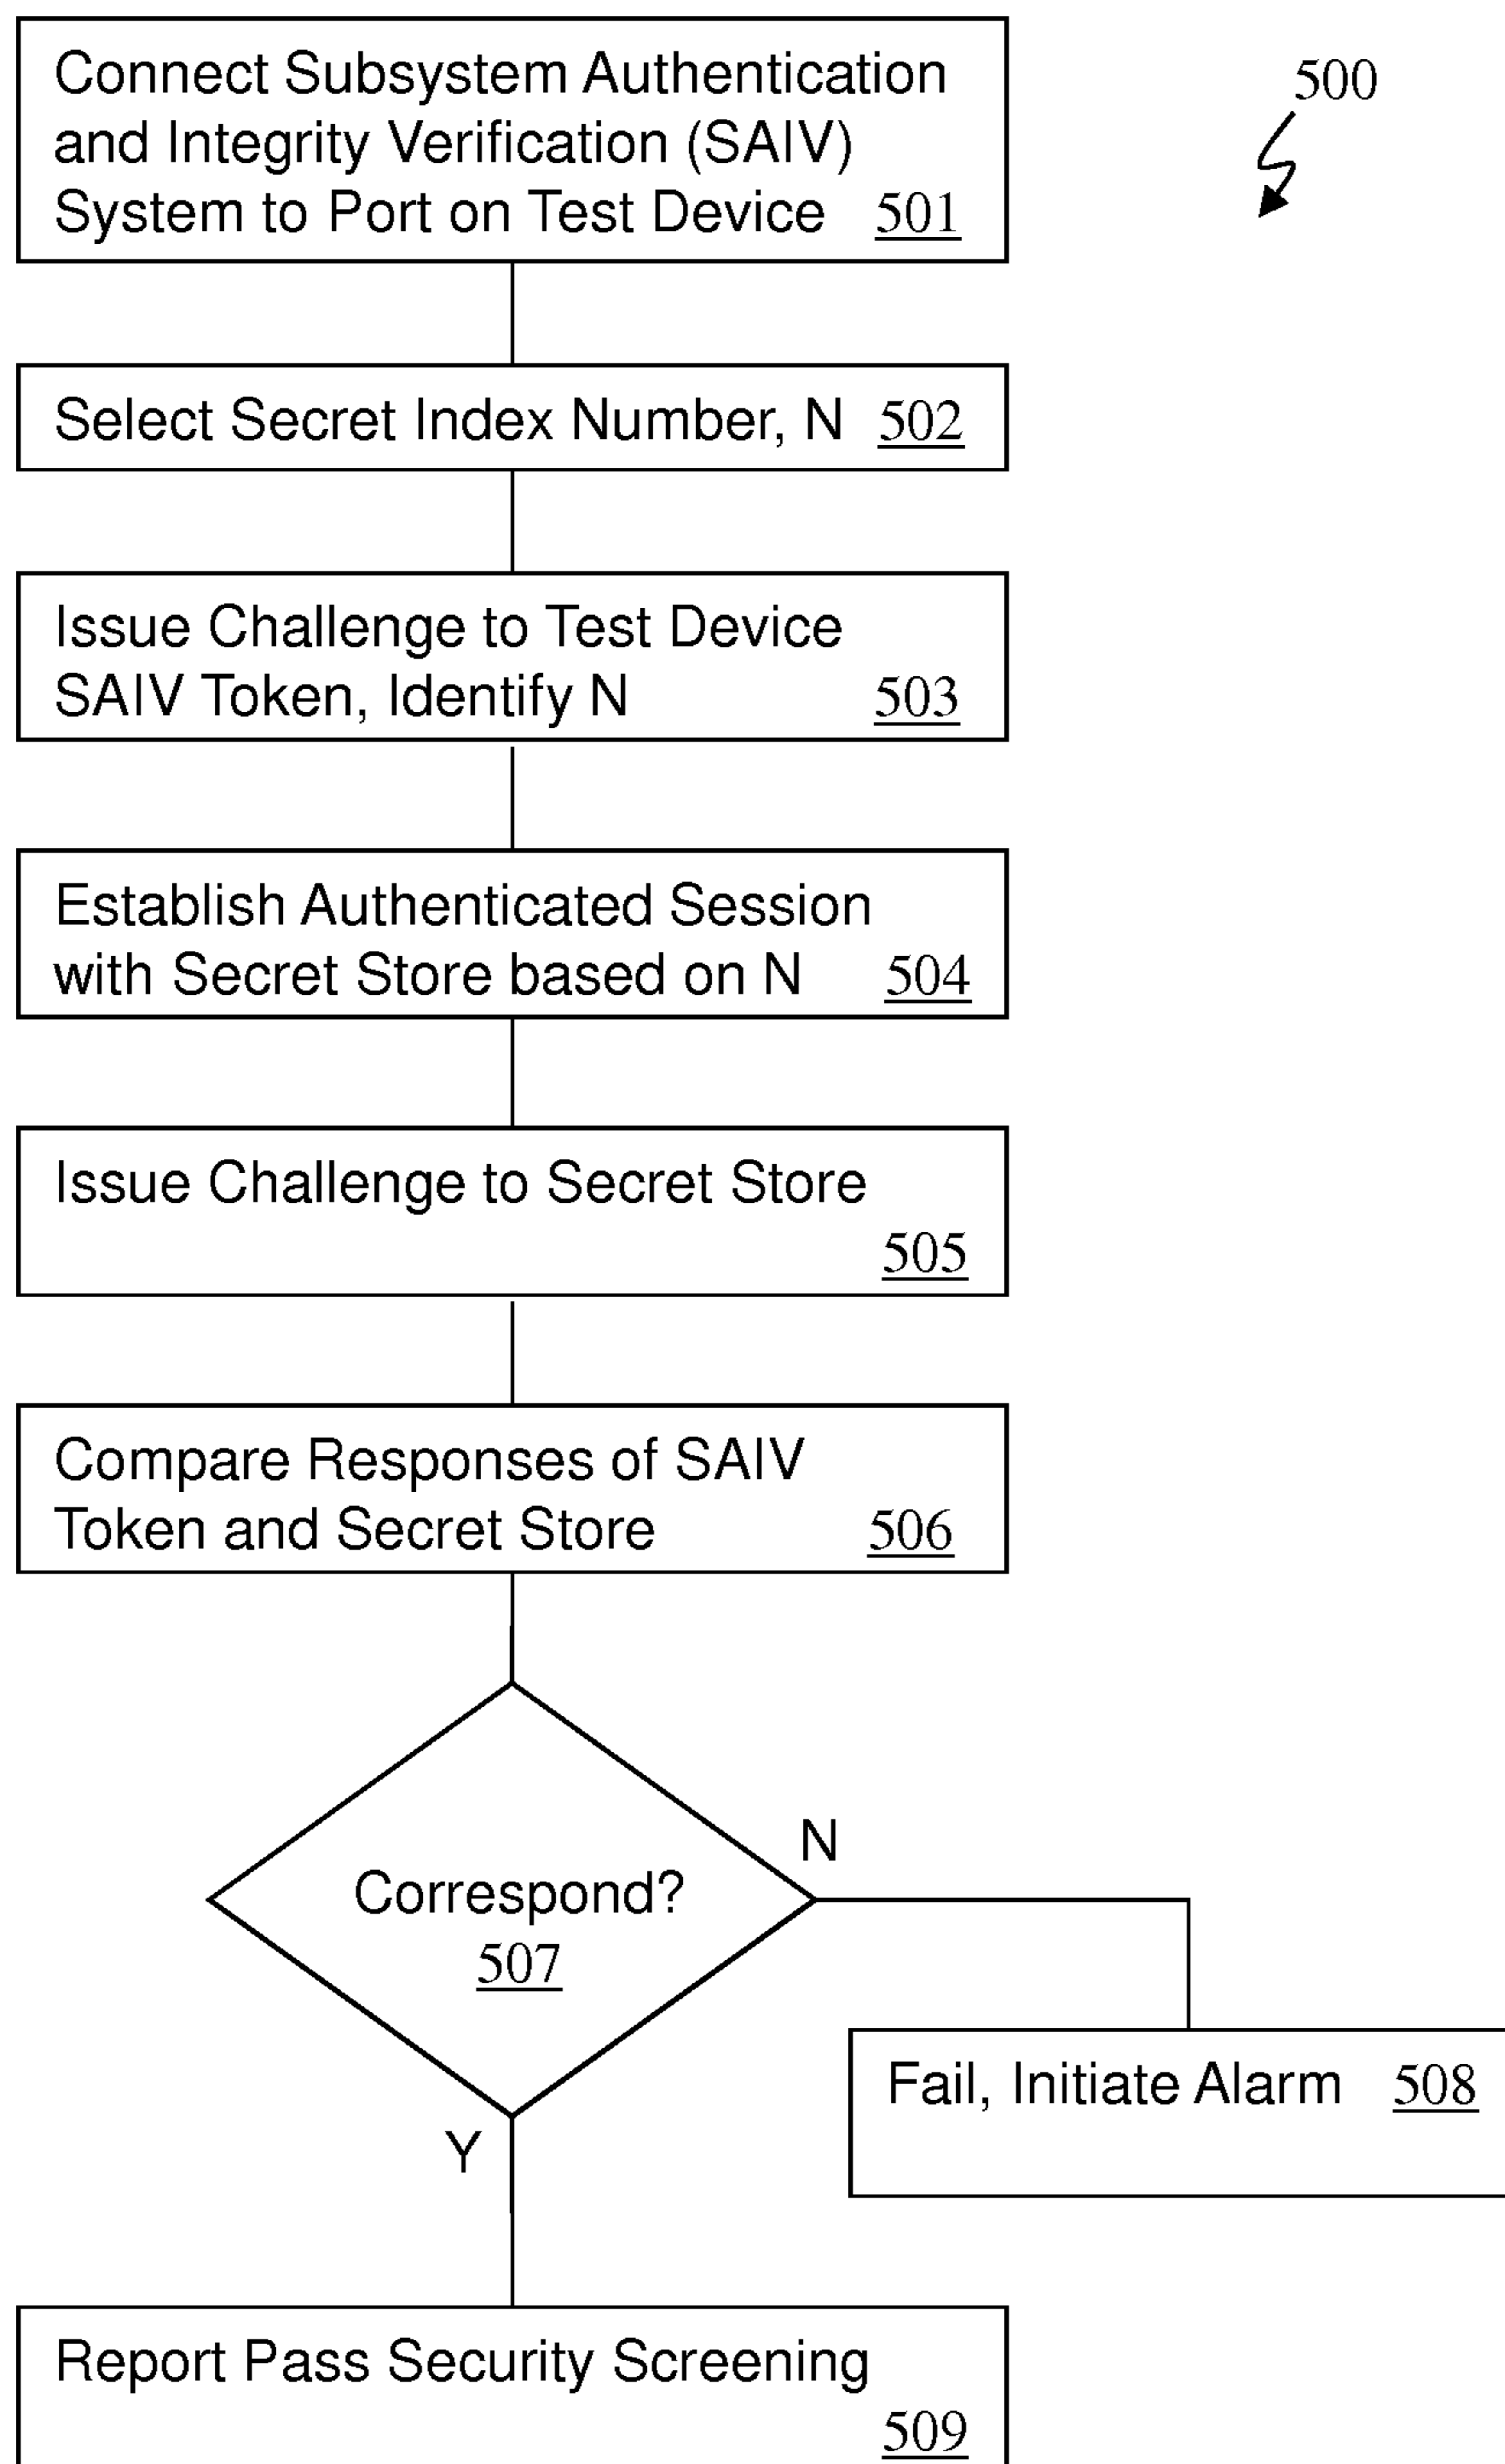 Connect Subsystem Authentication
and Integrity Verification (SAIV)
System to Port on Test Device 501
500
Select Secret Index Number, N 502
Issue Challenge to Test Device
SAIV Token, Identify N 503
Establish Authenticated Session
with Secret Store based on N 504
Issue Challenge to Secret Store
505
Compare Responses of SAIV
Token and Secret Store 506
N
Correspond?
507
Fail, Initiate Alarm 508
Y
Report Pass Security Screening
509